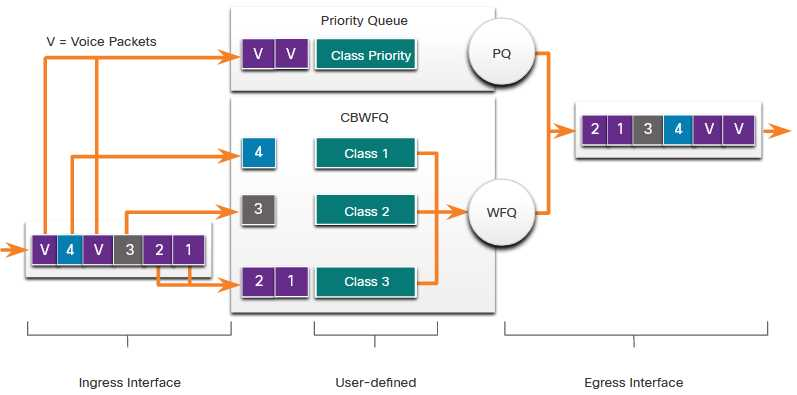 Priority Queue
V = Voice Packets
V V Class Priority
PQ
CBWFQ
2 1 3 4 V V
4 Class 1
3 Class 2
WFQ
V 4 V 3 2 1
2 1 Class 3
Ingress Interface
User-defined
Egress Interface